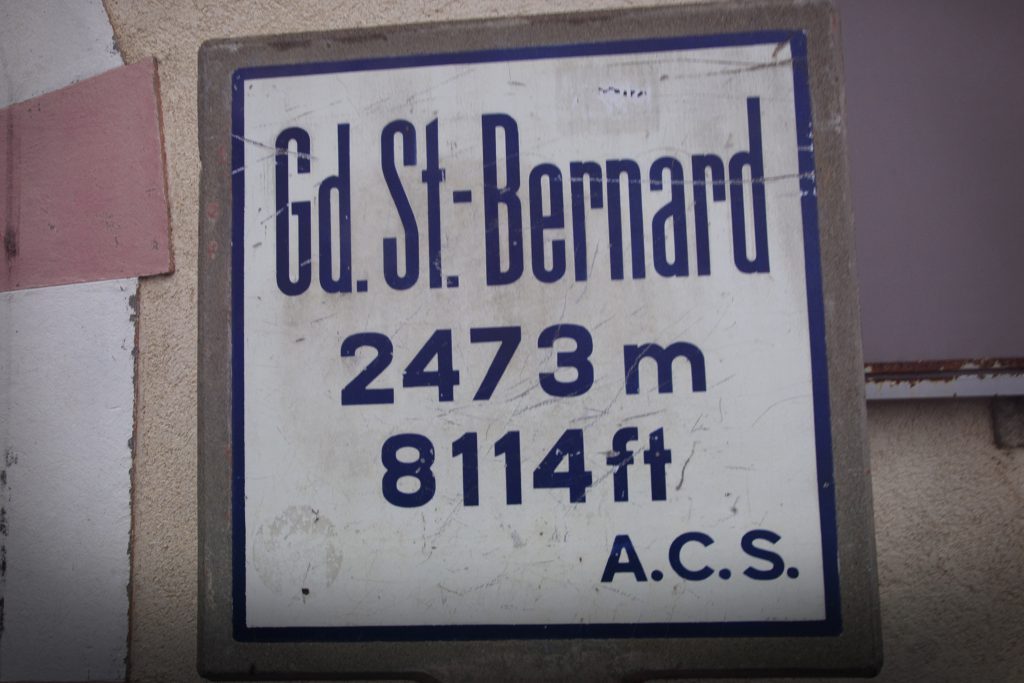 Gd. St.-Bernard
2473 m
8114 ft
A.C.S.